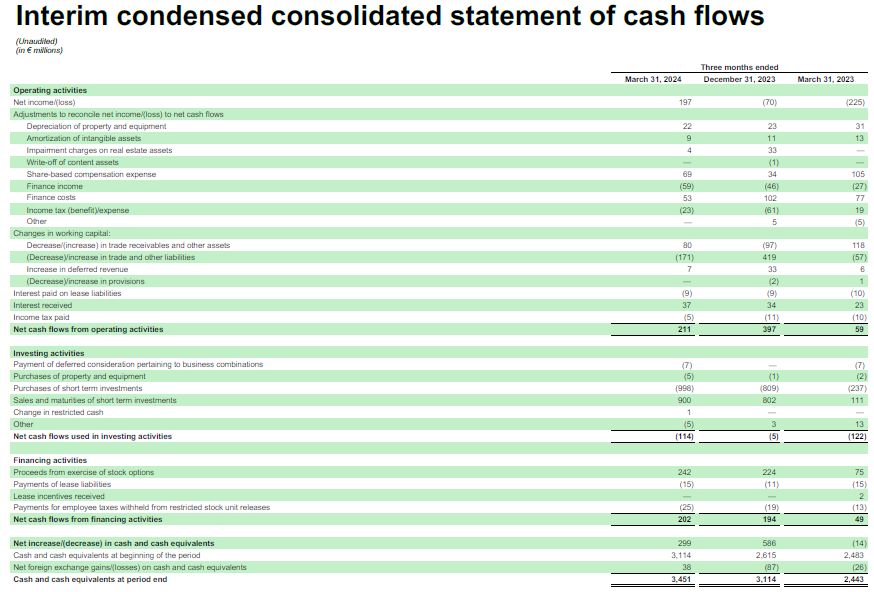 Interim condensed consolidated statement of cash flows
(Unaudited)
(in € millions)
Three months ended
March 31, 2024 December 31, 2023 March 31, 2023
Operating activities
Net income/(loss) 197 (70) (225)
Adjustments to reconcile net income/(loss) to net cash flows
Depreciation of property and equipment 22 23 31
Amortization of intangible assets 9 11 13
Impairment charges on real estate assets 4 33 —
Write-off of content assets — (1) —
Share-based compensation expense 69 34 105
Finance income (59) (46) (27)
Finance costs 53 102 77
Income tax (benefit)/expense (23) (61) 19
Other — 5 (5)
Changes in working capital:
Decrease/(increase) in trade receivables and other assets 80 (97) 118
(Decrease)/increase in trade and other liabilities (171) 419 (57)
Increase in deferred revenue 7 33 6
(Decrease)/increase in provisions — (2) 1
Interest paid on lease liabilities (9) (9) (10)
Interest received 37 34 23
Income tax paid (5) (11) (10)
Net cash flows from operating activities 211 397 59
Investing activities
Payment of deferred consideration pertaining to business combinations (7) — (7)
Purchases of property and equipment (5) (1) (2)
Purchases of short term investments (998) (809) (237)
Sales and maturities of short term investments 900 802 111
Change in restricted cash 1 — —
Other (5) 3 13
Net cash flows used in investing activities (114) (5) (122)
Financing activities
Proceeds from exercise of stock options 242 224 75
Payments of lease liabilities (15) (11) (15)
Lease incentives received — — 2
Payments for employee taxes withheld from restricted stock unit releases (25) (19) (13)
Net cash flows from financing activities 202 194 49
Net increase/(decrease) in cash and cash equivalents 299 586 (14)
Cash and cash equivalents at beginning of the period 3,114 2,615 2,483
Net foreign exchange gains/(losses) on cash and cash equivalents 38 (87) (26)
Cash and cash equivalents at period end 3,451 3,114 2,443